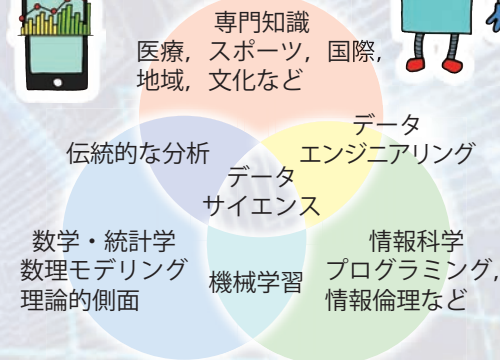 専門知識
医療，スポーツ，国際，
地域，文化など
伝統的な分析
データ
エンジニアリング
データ
サイエンス
数学・統計学
数理モデリング
理論的側面
機械学習
情報科学
プログラミング，
情報倫理など